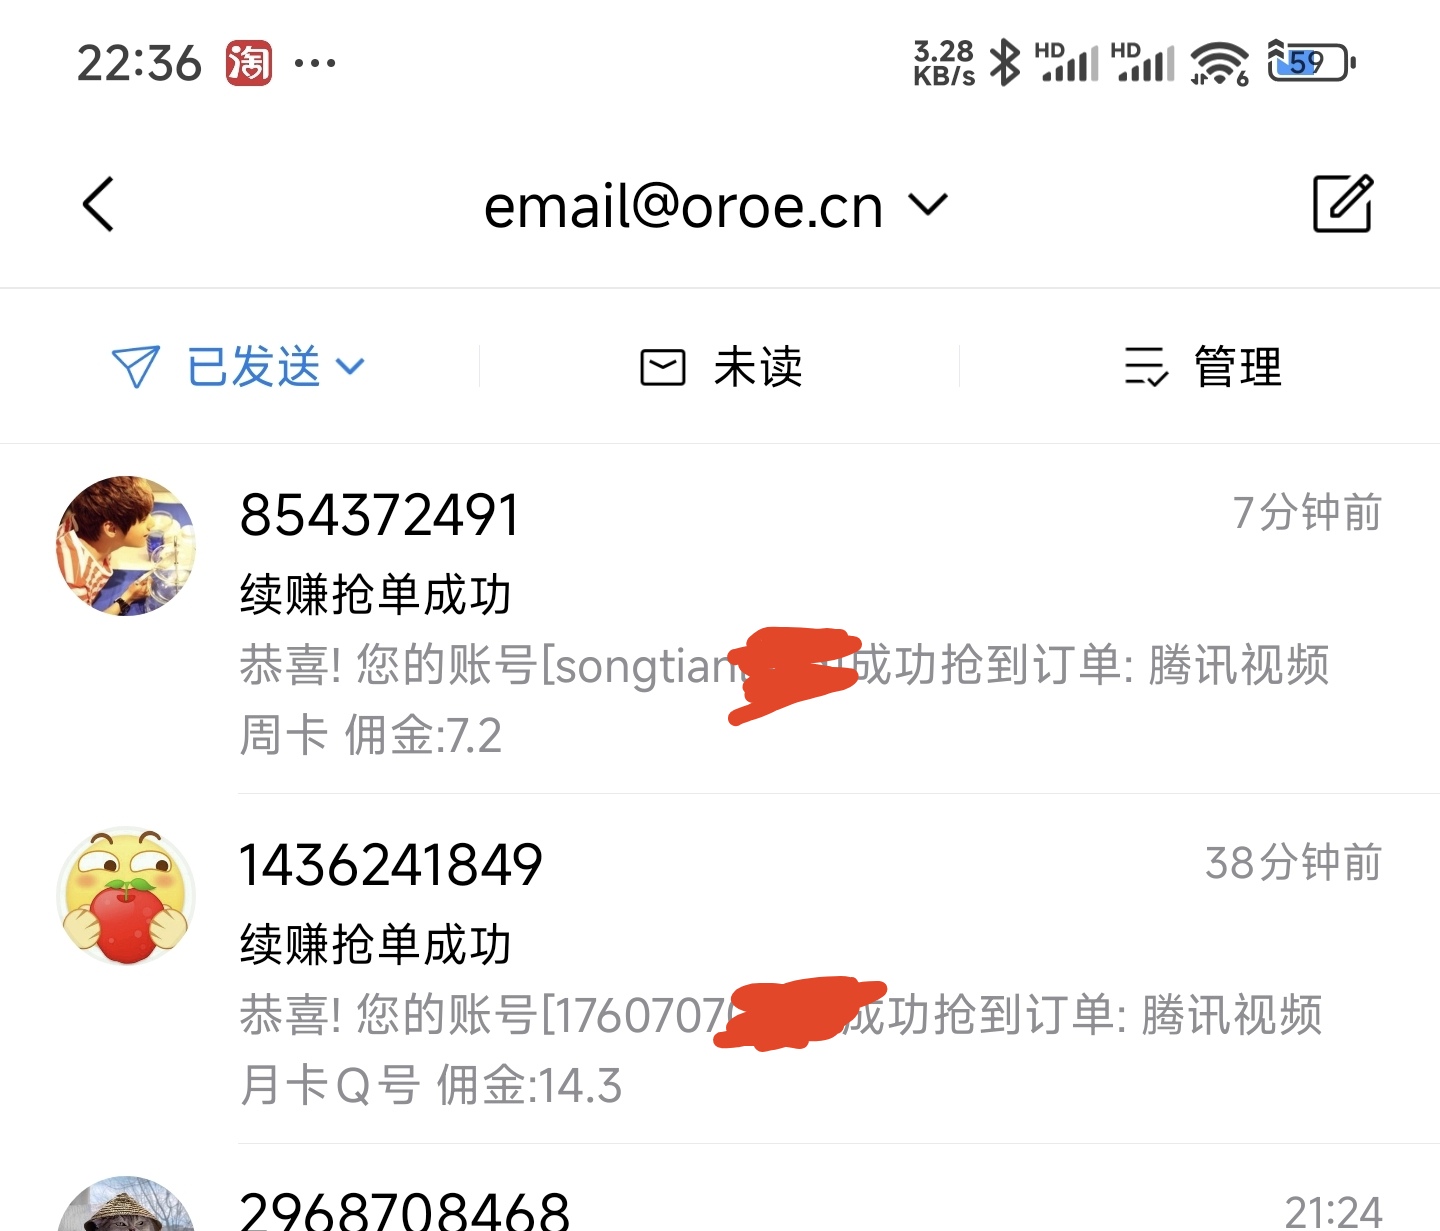 22:36 淘 ... 3.28 KB/s HD HD 6 59
email@oroe.cn
已发送 未读 管理
854372491 7分钟前
续赚抢单成功
恭喜! 您的账号[songtian 成功抢到订单: 腾讯视频
周卡 佣金:7.2
1436241849 38分钟前
续赚抢单成功
恭喜! 您的账号[1760707 成功抢到订单: 腾讯视频
月卡Q号 佣金:14.3
2968708468 21:24